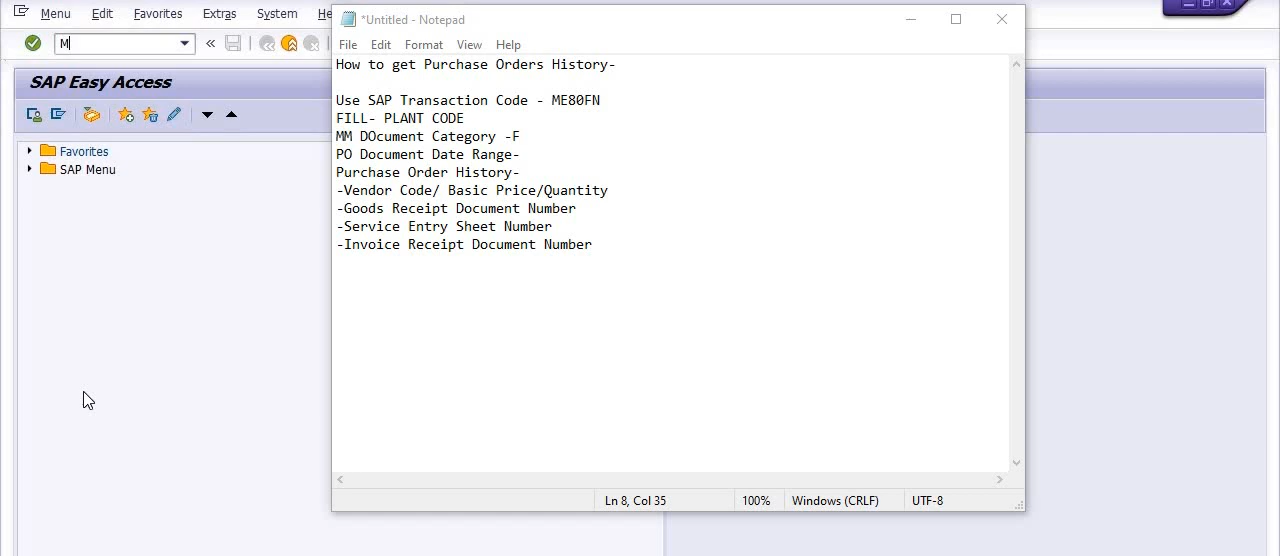 Menu Edit Favorites Extras System He
M
SAP Easy Access
Favorites
SAP Menu
*Untitled - Notepad
File Edit Format View Help
How to get Purchase Orders History-
Use SAP Transaction Code - ME80FN
FILL- PLANT CODE
MM DOcument Category -F
PO Document Date Range-
Purchase Order History-
-Vendor Code/ Basic Price/Quantity
-Goods Receipt Document Number
-Service Entry Sheet Number
-Invoice Receipt Document Number
Ln 8, Col 35 100% Windows (CRLF) UTF-8